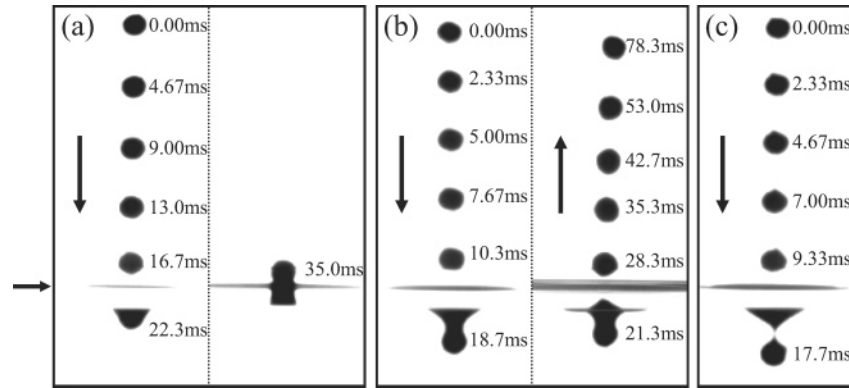 (a)
0.00ms
4.67ms
9.00ms
13.0ms
16.7ms
22.3ms
35.0ms
(b)
0.00ms
2.33ms
5.00ms
7.67ms
10.3ms
18.7ms
78.3ms
53.0ms
42.7ms
35.3ms
28.3ms
21.3ms
(c)
0.00ms
2.33ms
4.67ms
7.00ms
9.33ms
17.7ms